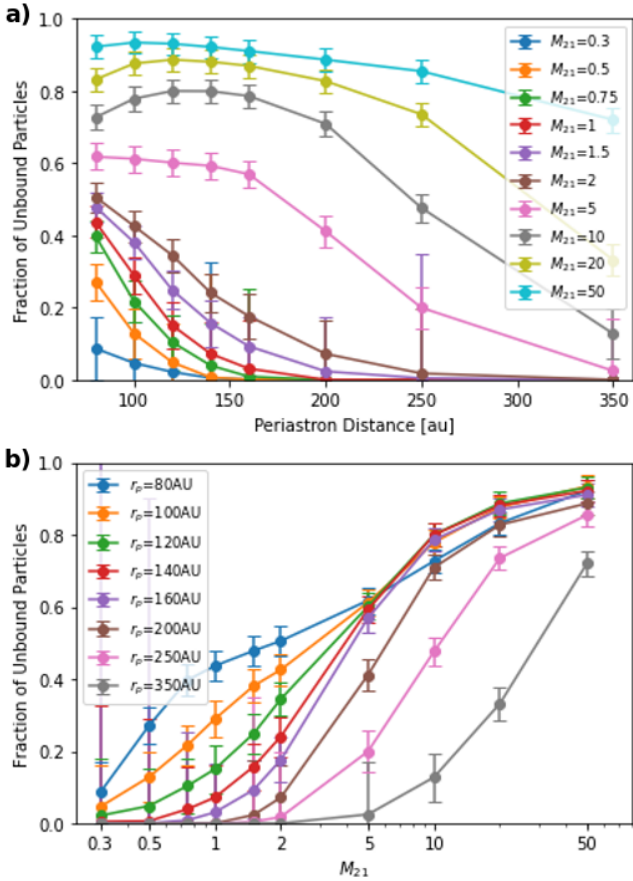 a)
1.0
0.8
0.6
0.4
0.2
0.0
Fraction of Unbound Particles
M21=0.3
M21=0.5
M21=0.75
M21=1
M21=1.5
M21=2
M21=5
M21=10
M21=20
M21=50
100 150 200 250 300 350
Periastron Distance [au]
b)
1.0
0.8
0.6
0.4
0.2
0.0
Fraction of Unbound Particles
rp=80AU
rp=100AU
rp=120AU
rp=140AU
rp=160AU
rp=200AU
rp=250AU
rp=350AU
0.3 0.5 1 2 5 10 50
M21